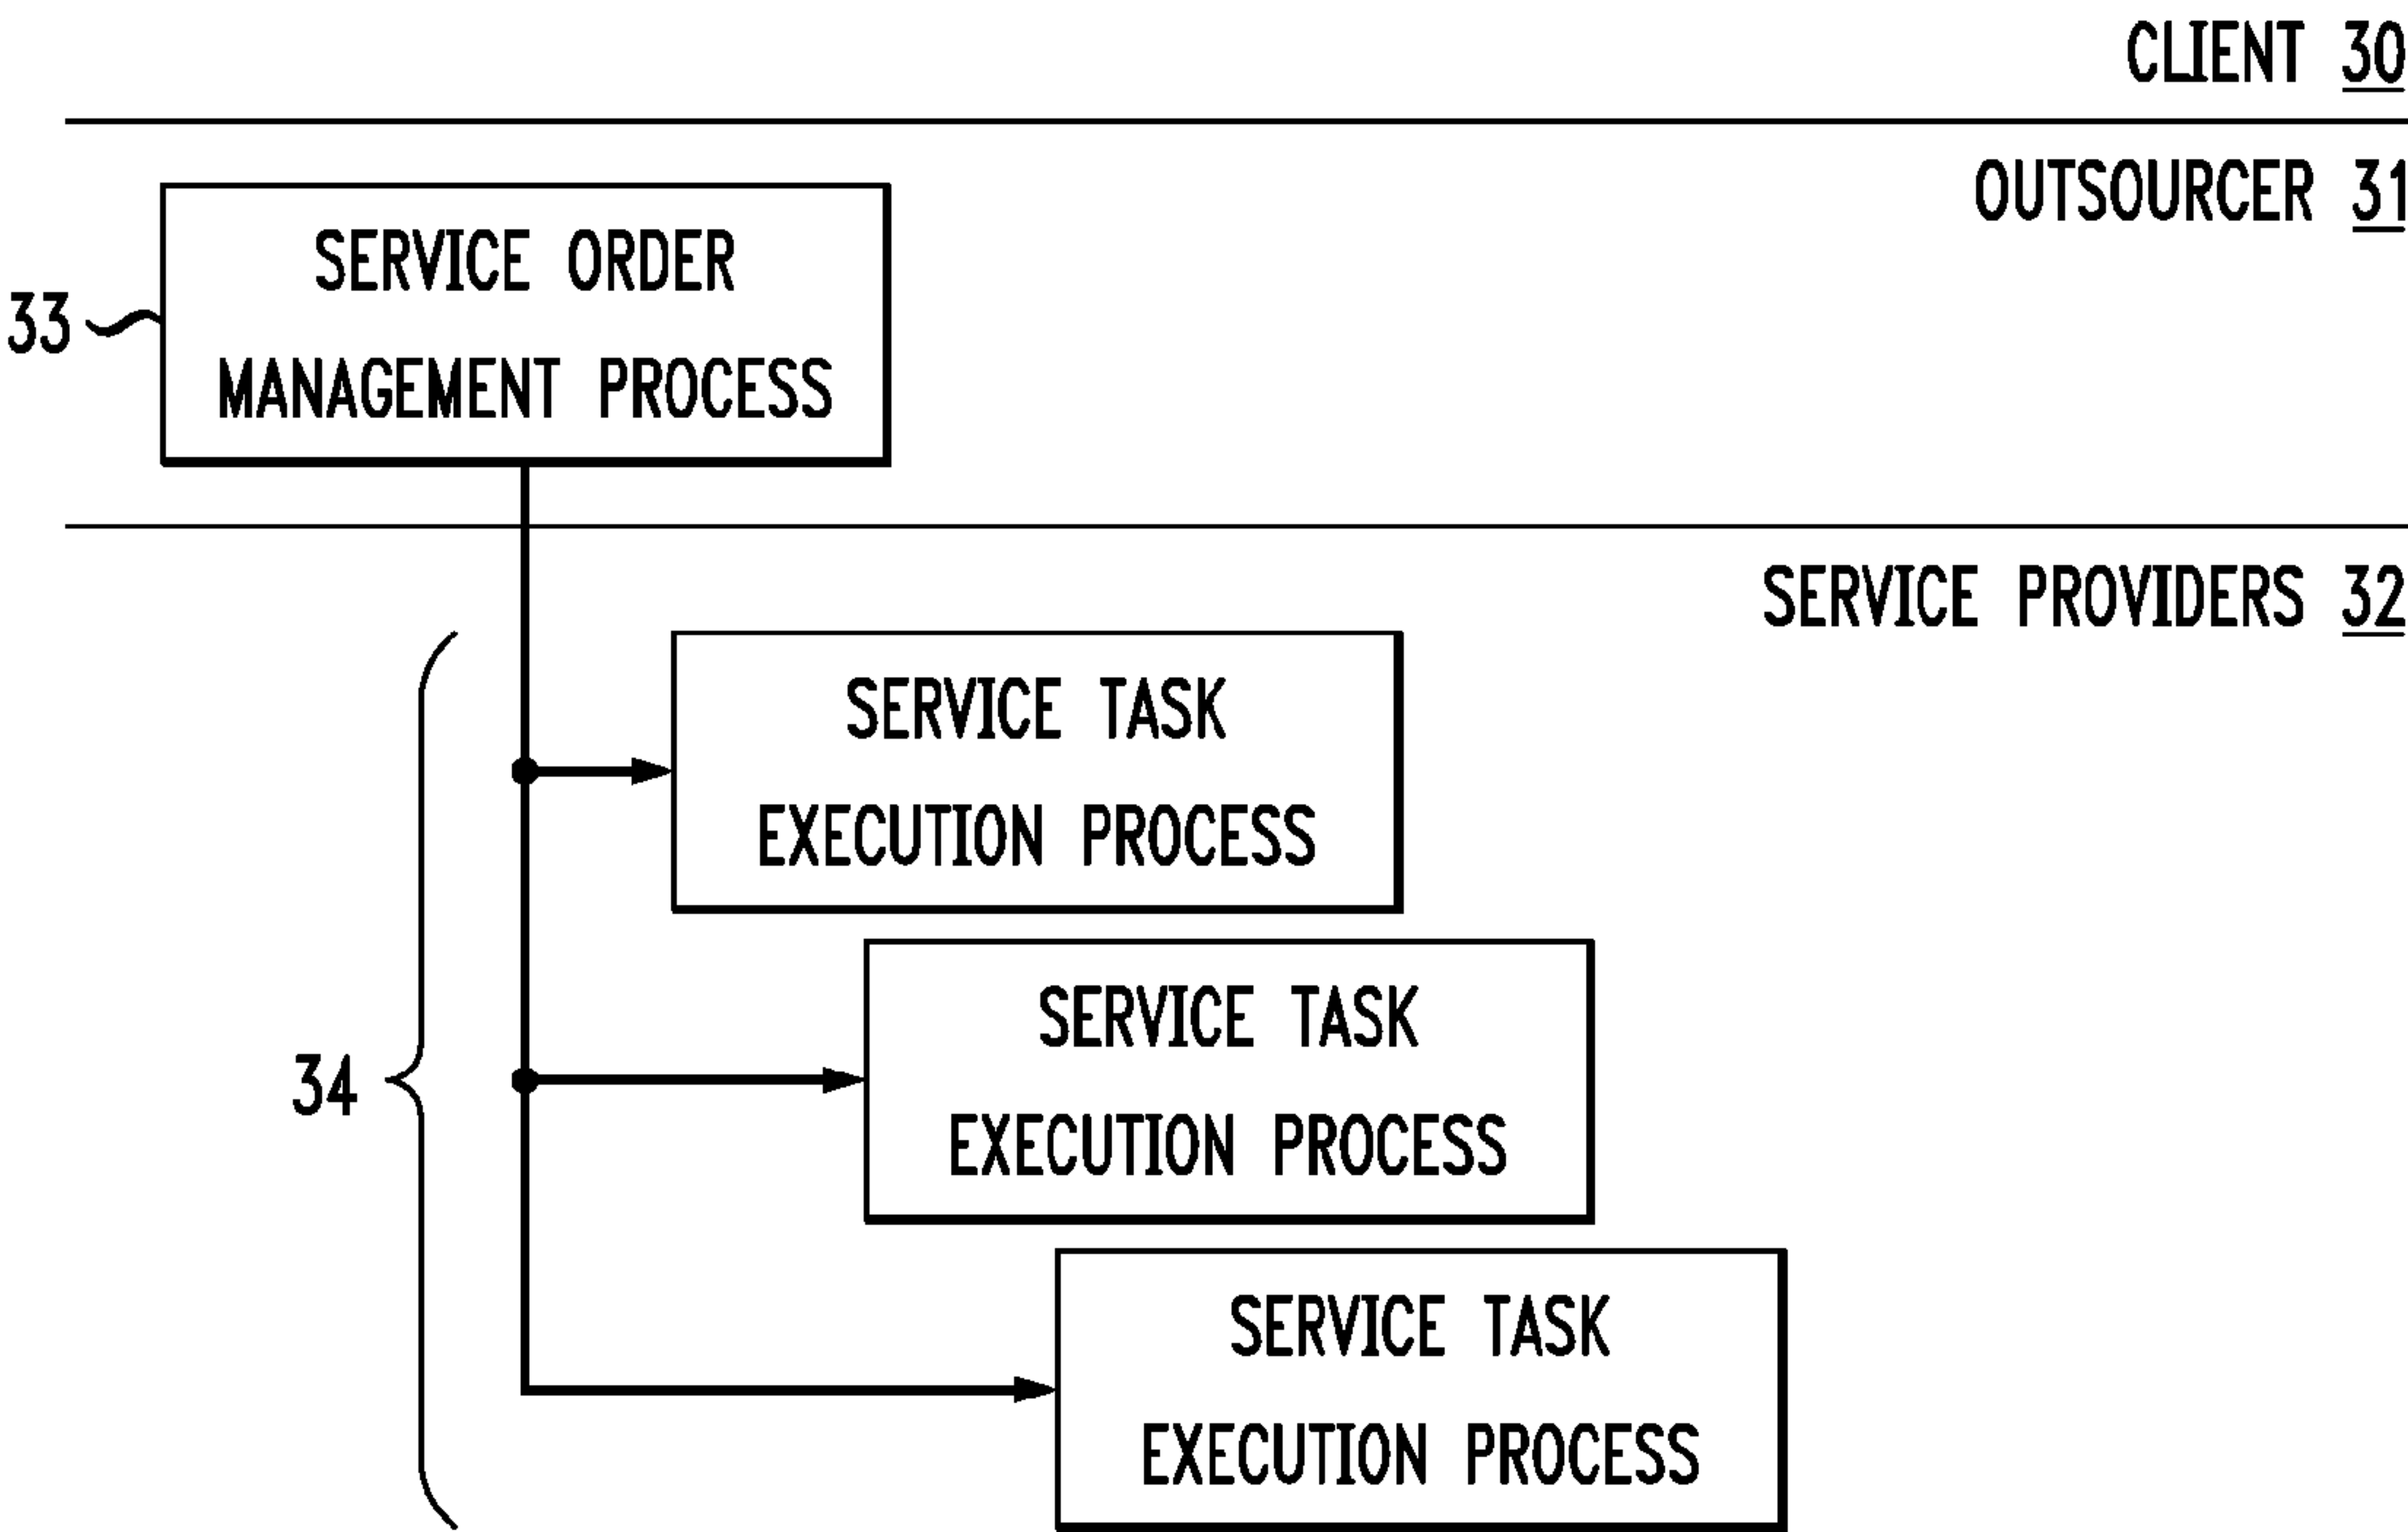 CLIENT 30
OUTSOURCER 31
SERVICE ORDER
MANAGEMENT PROCESS
33
SERVICE PROVIDERS 32
SERVICE TASK
EXECUTION PROCESS
SERVICE TASK
EXECUTION PROCESS
34
SERVICE TASK
EXECUTION PROCESS